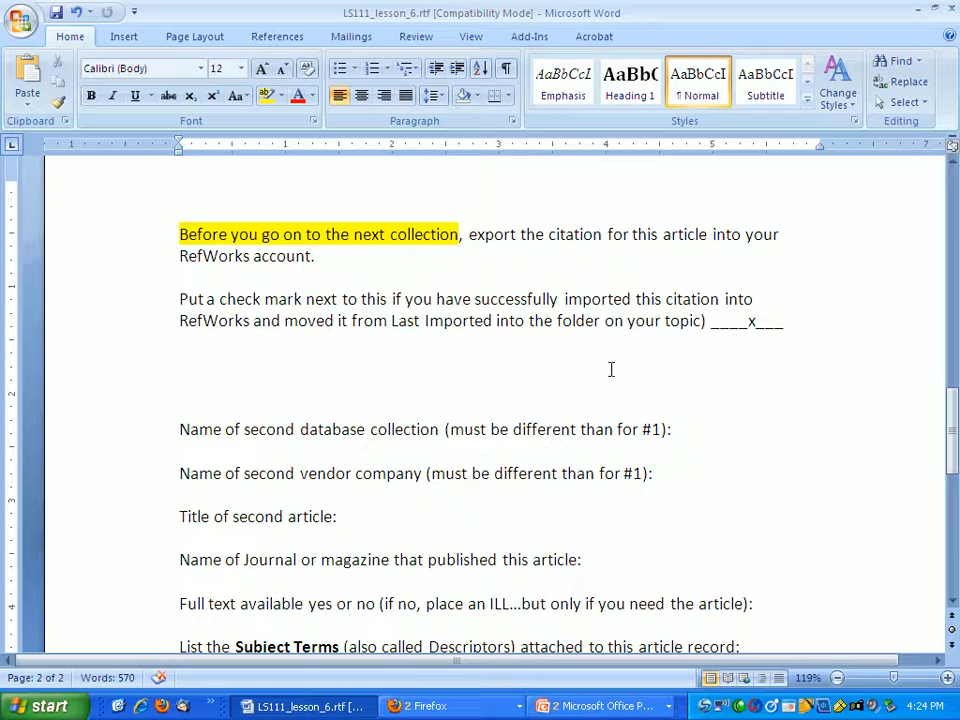 LS111_lesson_6.rtf [Compatibility Mode] - Microsoft Word
Home Insert Page Layout References Mailings Review View Add-Ins Acrobat
Calibri (Body) 12
Paste
AaBbCcI AaBbC AaBbCcI AaBbCcI
Emphasis Heading 1 ¶ Normal Subtitle
Change Styles
Find
Replace
Select
Clipboard Font Paragraph Styles Editing
1 1 2 3 4 5 7
Before you go on to the next collection, export the citation for this article into your
RefWorks account.
Put a check mark next to this if you have successfully imported this citation into
RefWorks and moved it from Last Imported into the folder on your topic) ____x___
Name of second database collection (must be different than for #1):
Name of second vendor company (must be different than for #1):
Title of second article:
Name of Journal or magazine that published this article:
Full text available yes or no (if no, place an ILL...but only if you need the article):
List the Subject Terms (also called Descriptors) attached to this article record:
Page: 2 of 2 Words: 570 119%
start LS111_lesson_6.rtf [... 2 Firefox 2 Microsoft Office P... 4:24 PM